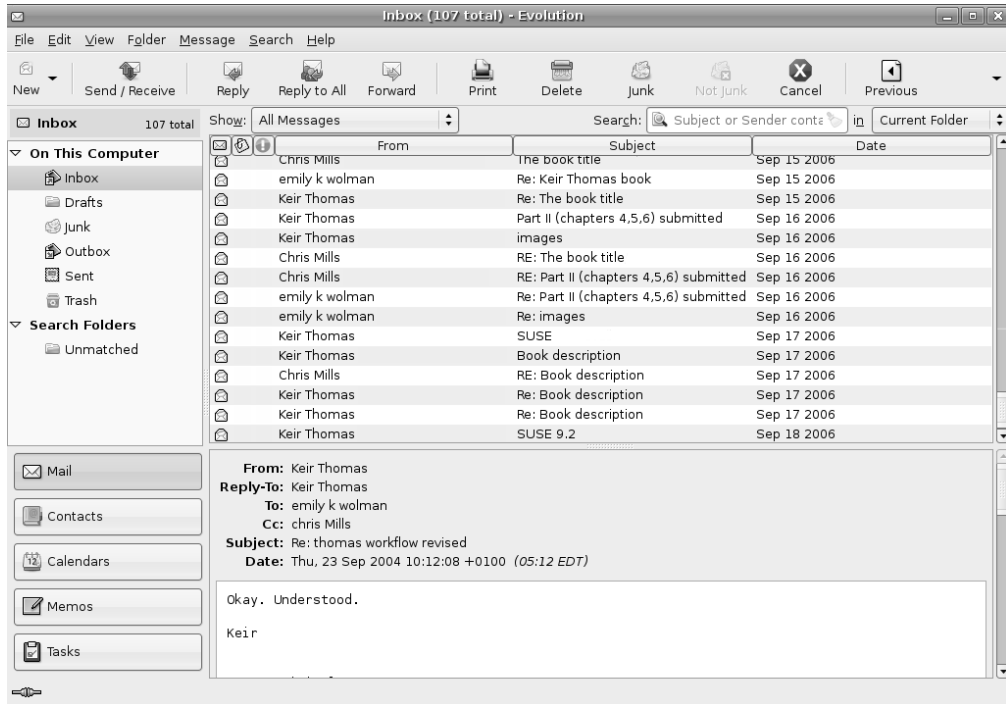 Inbox (107 total) - Evolution
File Edit View Folder Message Search Help
New Send / Receive Reply Reply to All Forward Print Delete Junk Not Junk Cancel Previous
Inbox 107 total
Show: All Messages Search: Subject or Sender conta in Current Folder
On This Computer
Inbox
Drafts
Junk
Outbox
Sent
Trash
Search Folders
Unmatched
From Subject Date
Chris Mills The book title Sep 15 2006
emily k wolman Re: Keir Thomas book Sep 15 2006
Keir Thomas Re: The book title Sep 15 2006
Keir Thomas Part II (chapters 4,5,6) submitted Sep 16 2006
Keir Thomas images Sep 16 2006
Chris Mills RE: The book title Sep 16 2006
Chris Mills RE: Part II (chapters 4,5,6) submitted Sep 16 2006
emily k wolman Re: Part II (chapters 4,5,6) submitted Sep 16 2006
emily k wolman Re: images Sep 16 2006
Keir Thomas SUSE Sep 17 2006
Keir Thomas Book description Sep 17 2006
Chris Mills RE: Book description Sep 17 2006
Keir Thomas Re: Book description Sep 17 2006
Keir Thomas Re: Book description Sep 17 2006
Keir Thomas SUSE 9.2 Sep 18 2006
Mail
Contacts
12 Calendars
Memos
Tasks
From: Keir Thomas
Reply-To: Keir Thomas
To: emily k wolman
Cc: chris Mills
Subject: Re: thomas workflow revised
Date: Thu, 23 Sep 2004 10:12:08 +0100 (05:12 EDT)
Okay. Understood.
Keir